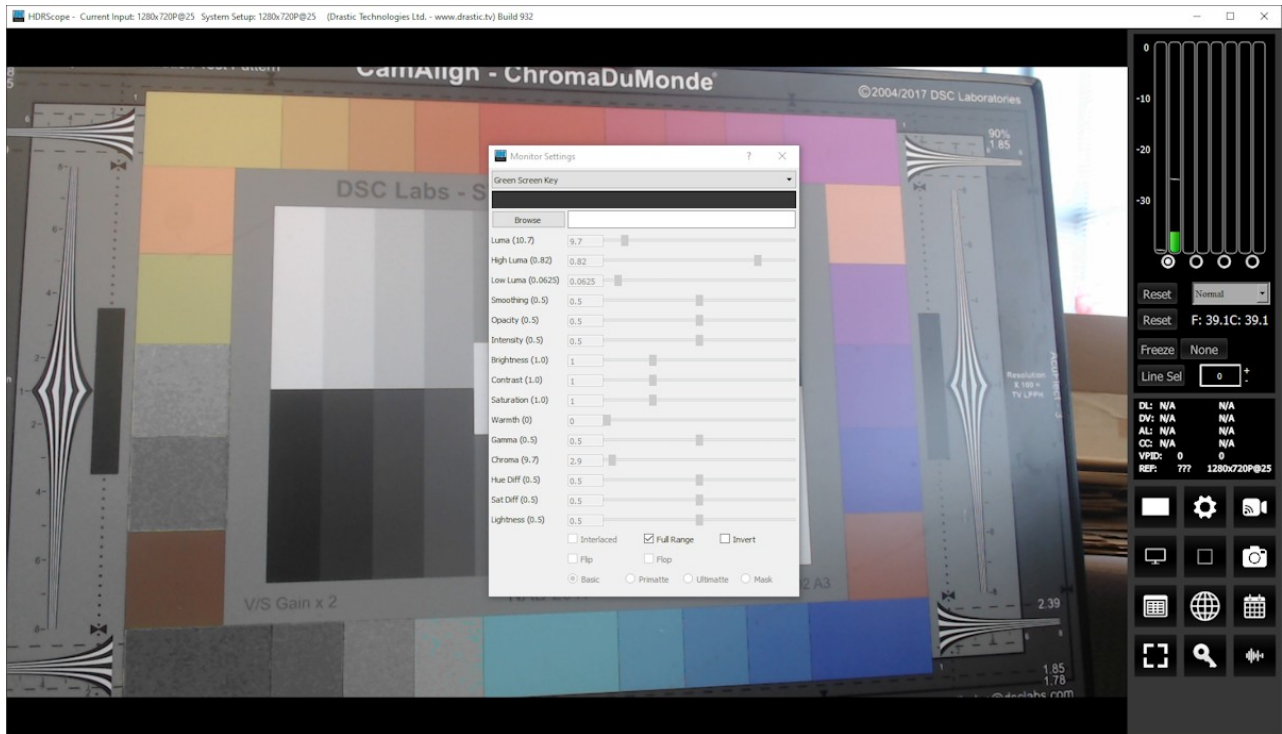 HDRScope - Current Input: 1280x720P@25 System Setup: 1280x720P@25 (Drastic Technologies Ltd. - www.drastic.tv) Build 932
CamAlign - ChromaDuMonde
©2004/2017 DSC Laboratories
90%
1.85
DSC Labs - S
Monitor Settings ? ×
Green Screen Key
Browse
Luma (10.7) 9.7
High Luma (0.82) 0.82
Low Luma (0.0625) 0.0625
Smoothing (0.5) 0.5
Opacity (0.5) 0.5
Intensity (0.5) 0.5
Brightness (1.0) 1
Contrast (1.0) 1
Saturation (1.0) 1
Warmth (0) 0
Gamma (0.5) 0.5
Chroma (9.7) 2.9
Hue Diff (0.5) 0.5
Sat Diff (0.5) 0.5
Lightness (0.5) 0.5
Interlaced Full Range Invert
Flip Flop
Basic Primatte Ultimatte Mask
Resolution
X 100 =
TV LPPH
V/S Gain x 2
2 A3
2.39
1.85
1.78
0
-10
-20
-30
Reset Normal
Reset F: 39.1C: 39.1
Freeze None
Line Sel 0 + -
DL: N/A N/A
DV: N/A N/A
AL: N/A N/A
CC: N/A N/A
VPID: 0 0
REF: ??? 1280x720P@25